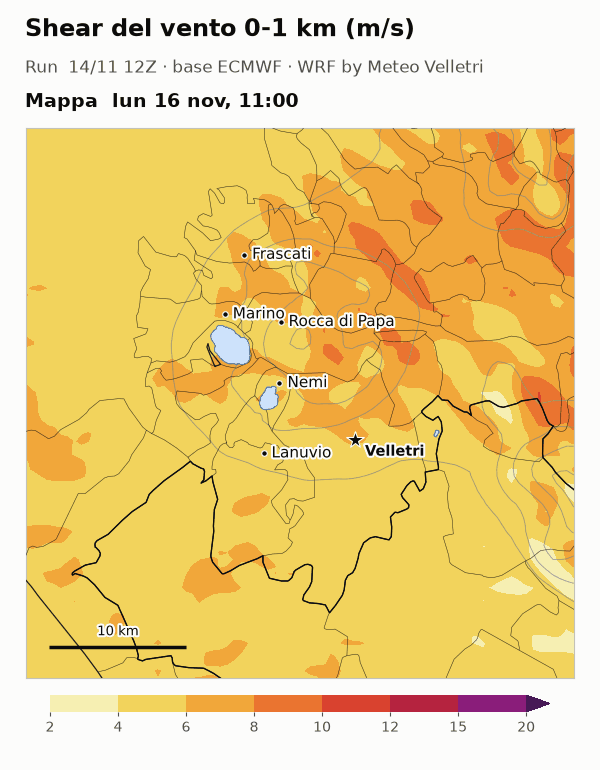 Shear del vento 0-1 km (m/s)
Run  14/11 12Z · base ECMWF · WRF by Meteo Velletri
Mappa  lun 16 nov, 11:00
Frascati
Marino
Rocca di Papa
Nemi
Velletri
Lanuvio
10 km
2 4 6 8 10 12 15 20